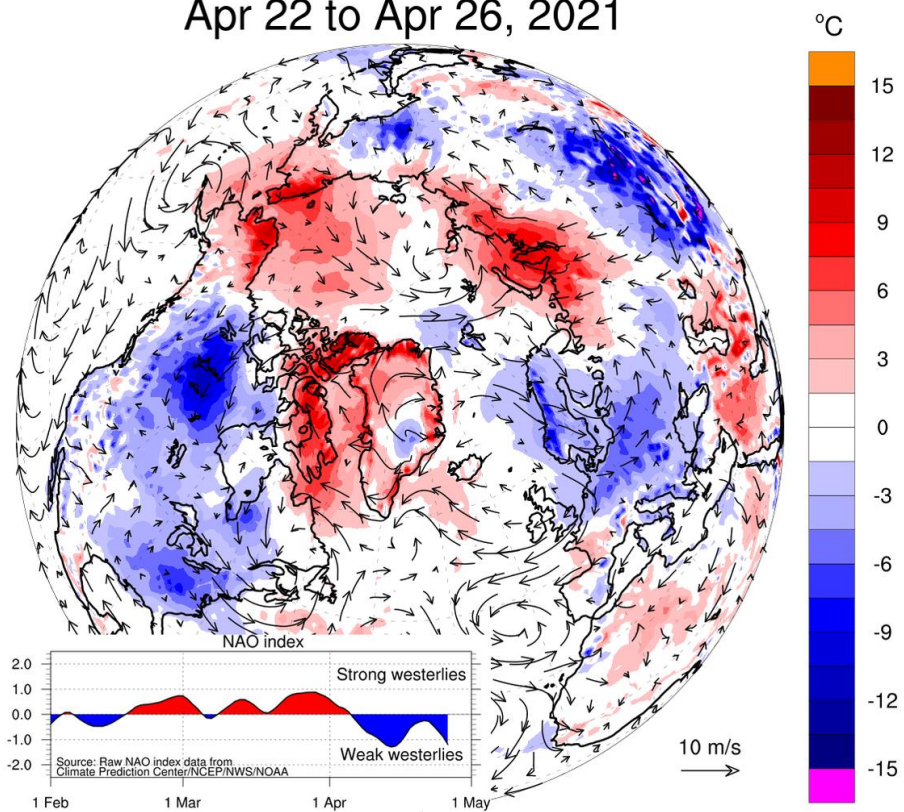 Apr 22 to Apr 26, 2021
°C
15
12
9
6
3
0
-3
-6
-9
-12
-15
10 m/s
NAO index
2.0
1.0
0.0
-1.0
-2.0
Strong westerlies
Weak westerlies
Source: Raw NAO index data from
Climate Prediction Center/NCEP/NWS/NOAA
1 Feb
1 Mar
1 Apr
1 May